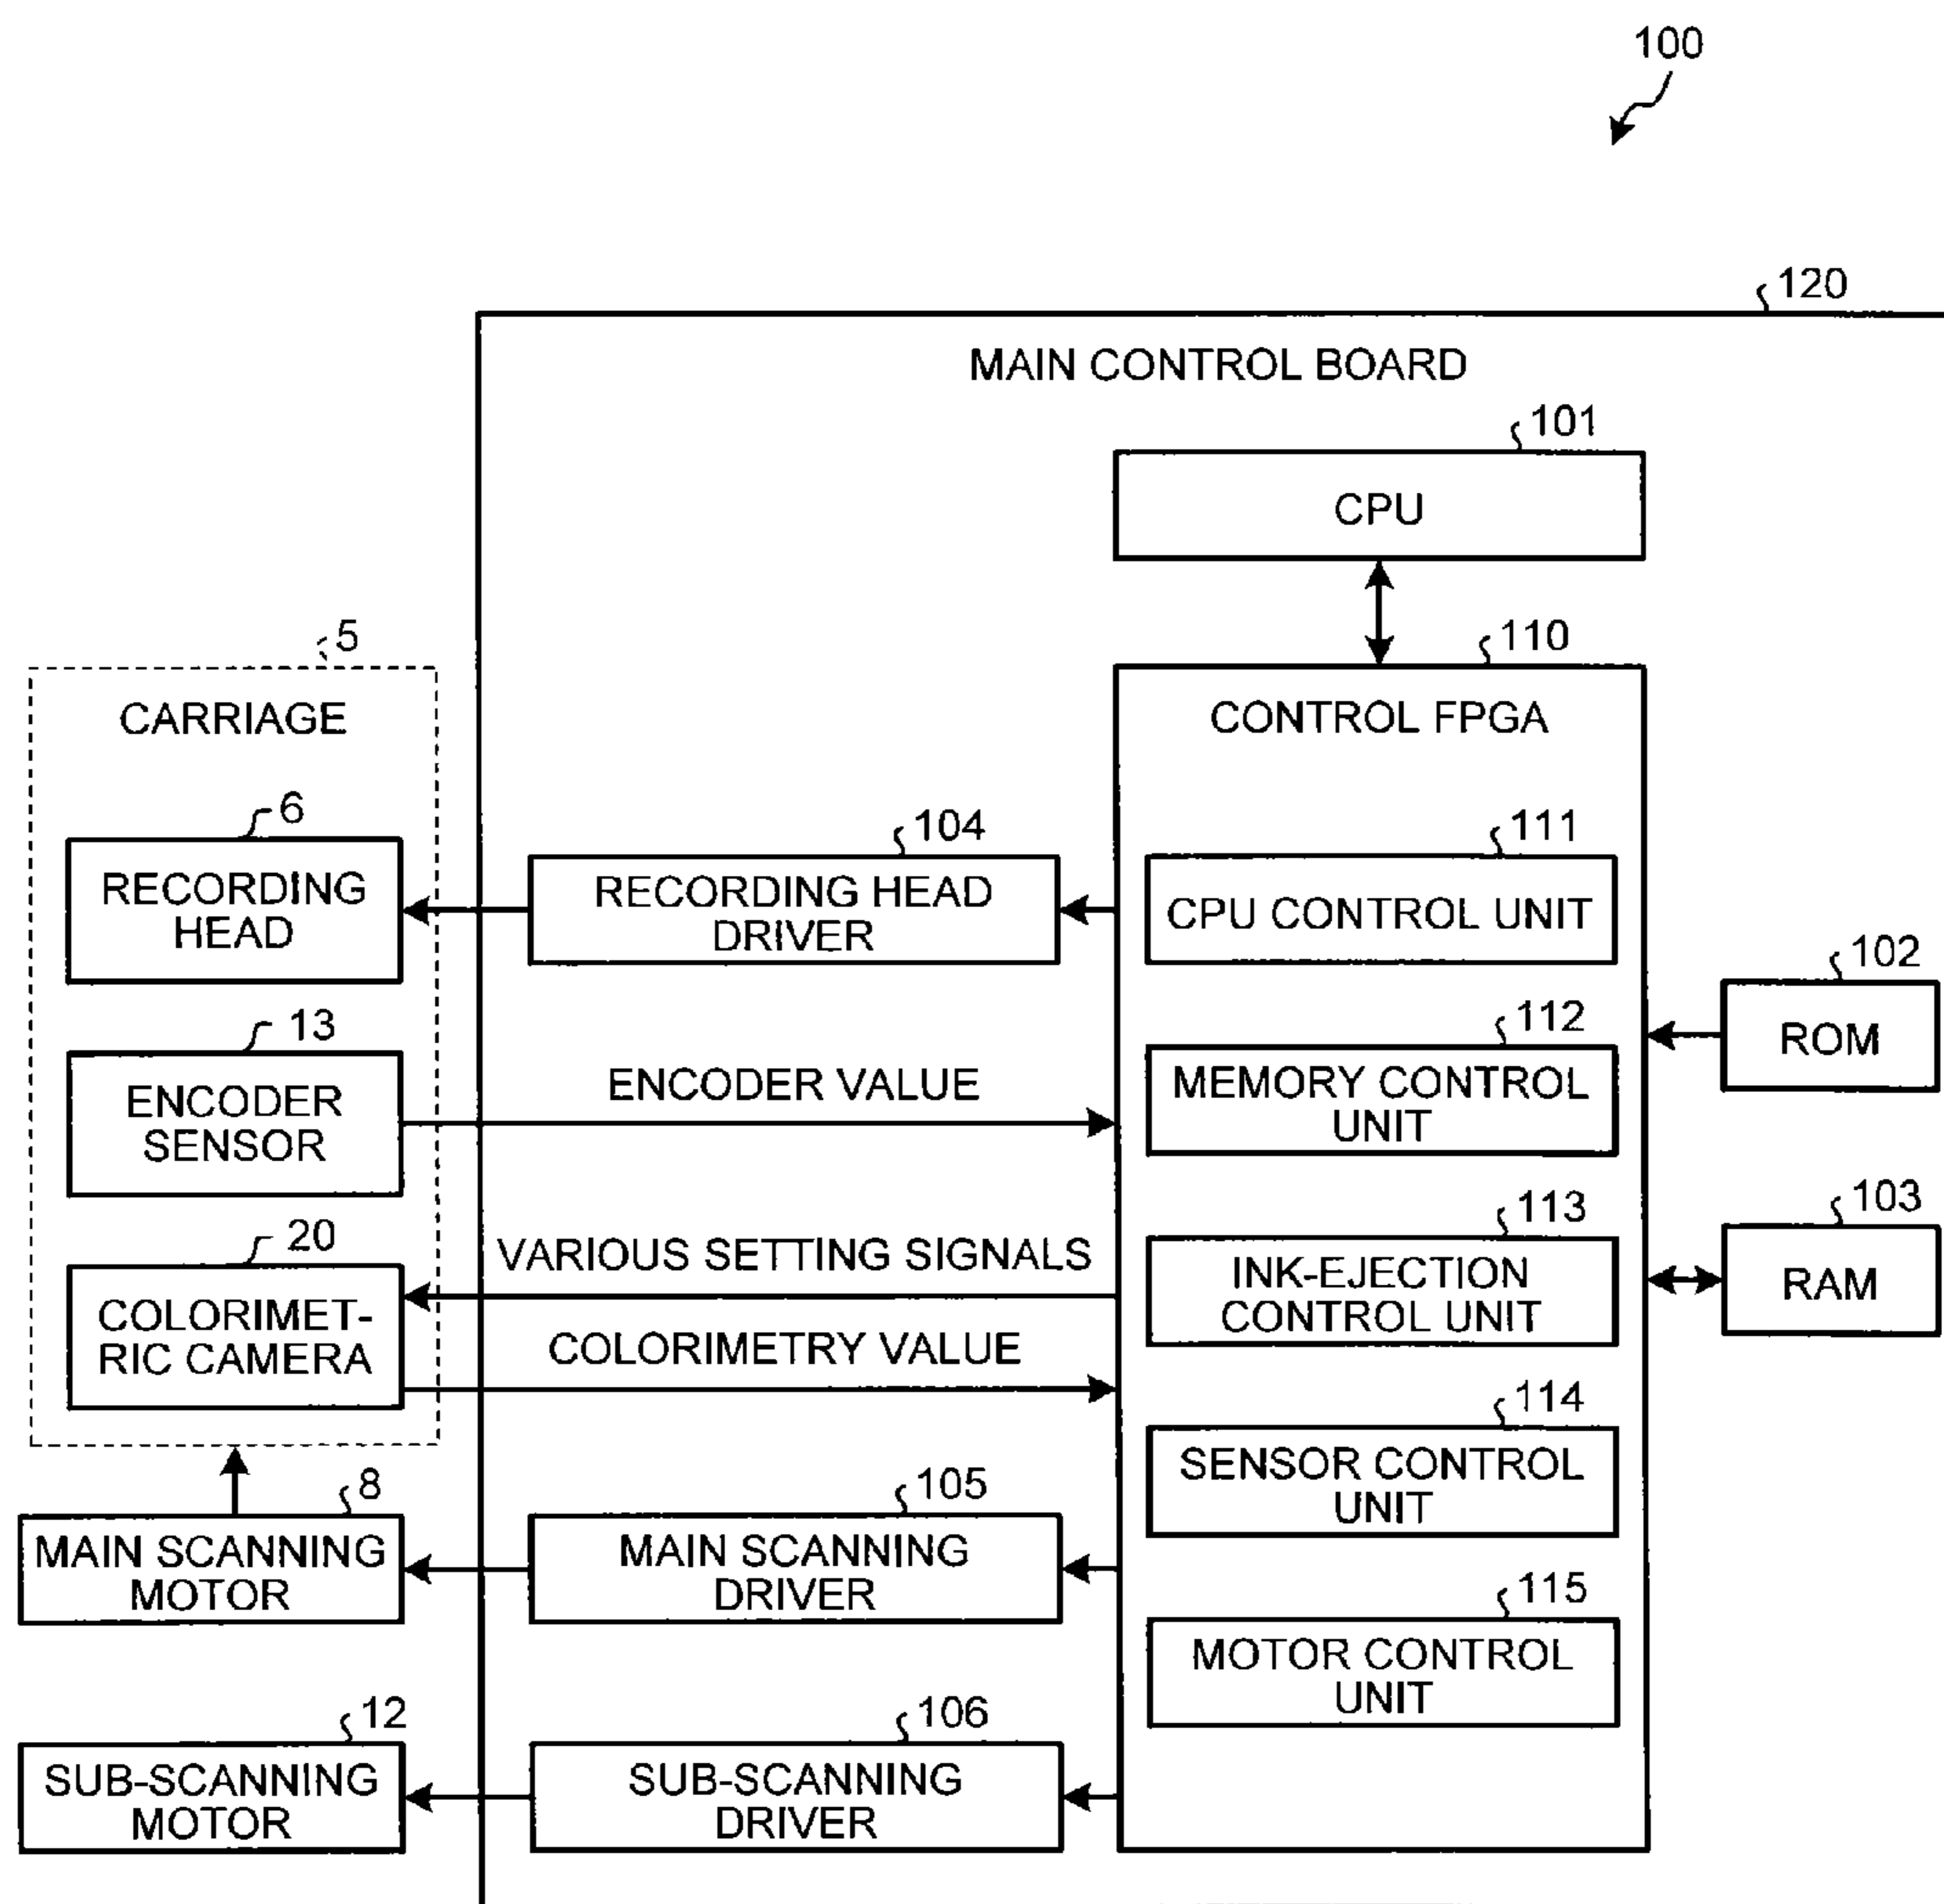 100
120
MAIN CONTROL BOARD
101
CPU
5
110
CARRIAGE
CONTROL FPGA
6
104
111
RECORDING
HEAD
RECORDING HEAD
DRIVER
CPU CONTROL UNIT
102
ROM
13
112
ENCODER
SENSOR
ENCODER VALUE
MEMORY CONTROL
UNIT
103
RAM
20
113
VARIOUS SETTING SIGNALS
INK-EJECTION
CONTROL UNIT
COLORIMET-
RIC CAMERA
COLORIMETRY VALUE
114
SENSOR CONTROL
UNIT
8
105
MAIN SCANNING
MOTOR
MAIN SCANNING
DRIVER
115
MOTOR CONTROL
UNIT
12
106
SUB-SCANNING
MOTOR
SUB-SCANNING
DRIVER